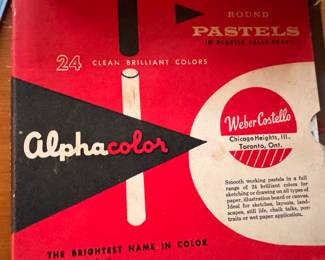 ROUND
PASTELS
IN PLASTIC
24 CLEAN BRILLIANT COLORS
Alphacolor
Weber Costello
Chicago Heights, Ill.
Toronto, Ont.
Smooth working pastels in a full
range of 24 brilliant colors for
sketching or drawing on all types of
paper, illustration board or canvas.
Ideal for sketches, layouts, land-
scapes, still life, chalk talks, por-
traits or wet paper application.
THE BRIGHTEST NAME IN COLOR